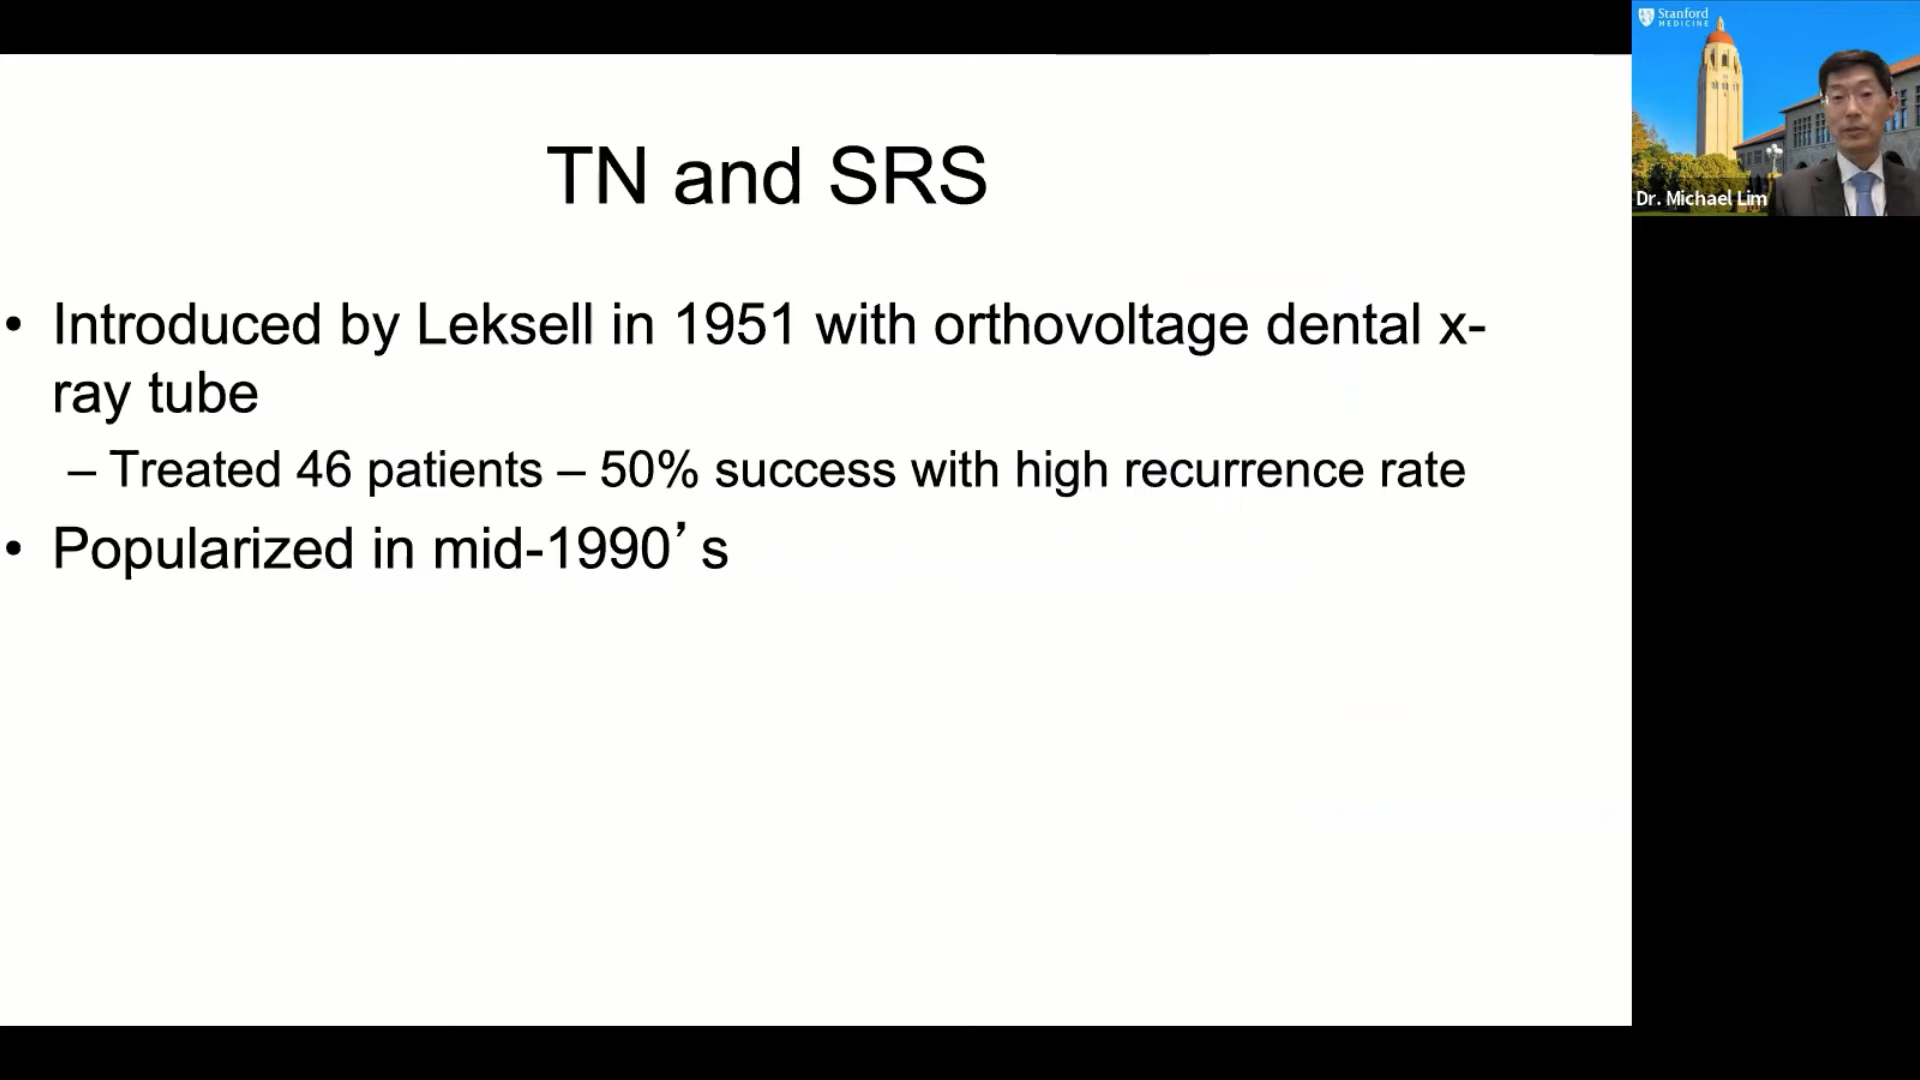 TN and SRS
• Introduced by Leksell in 1951 with orthovoltage dental x-
ray tube
– Treated 46 patients – 50% success with high recurrence rate
• Popularized in mid-1990’s
Stanford
MEDICINE
Dr. Michael Lim